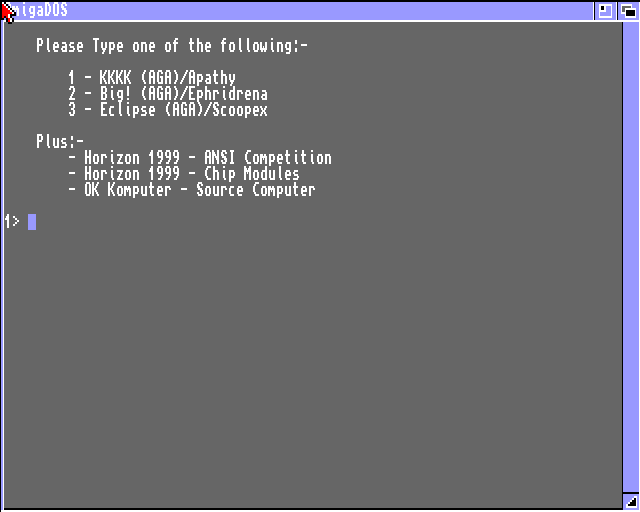 AmigaDOS
Please Type one of the following:-
1 - KKKK (AGA)/Apathy
2 - Big! (AGA)/Ephridrena
3 - Eclipse (AGA)/Scoopex
Plus:-
- Horizon 1999 - ANSI Competition
- Horizon 1999 - Chip Modules
- OK Komputer - Source Computer
1>